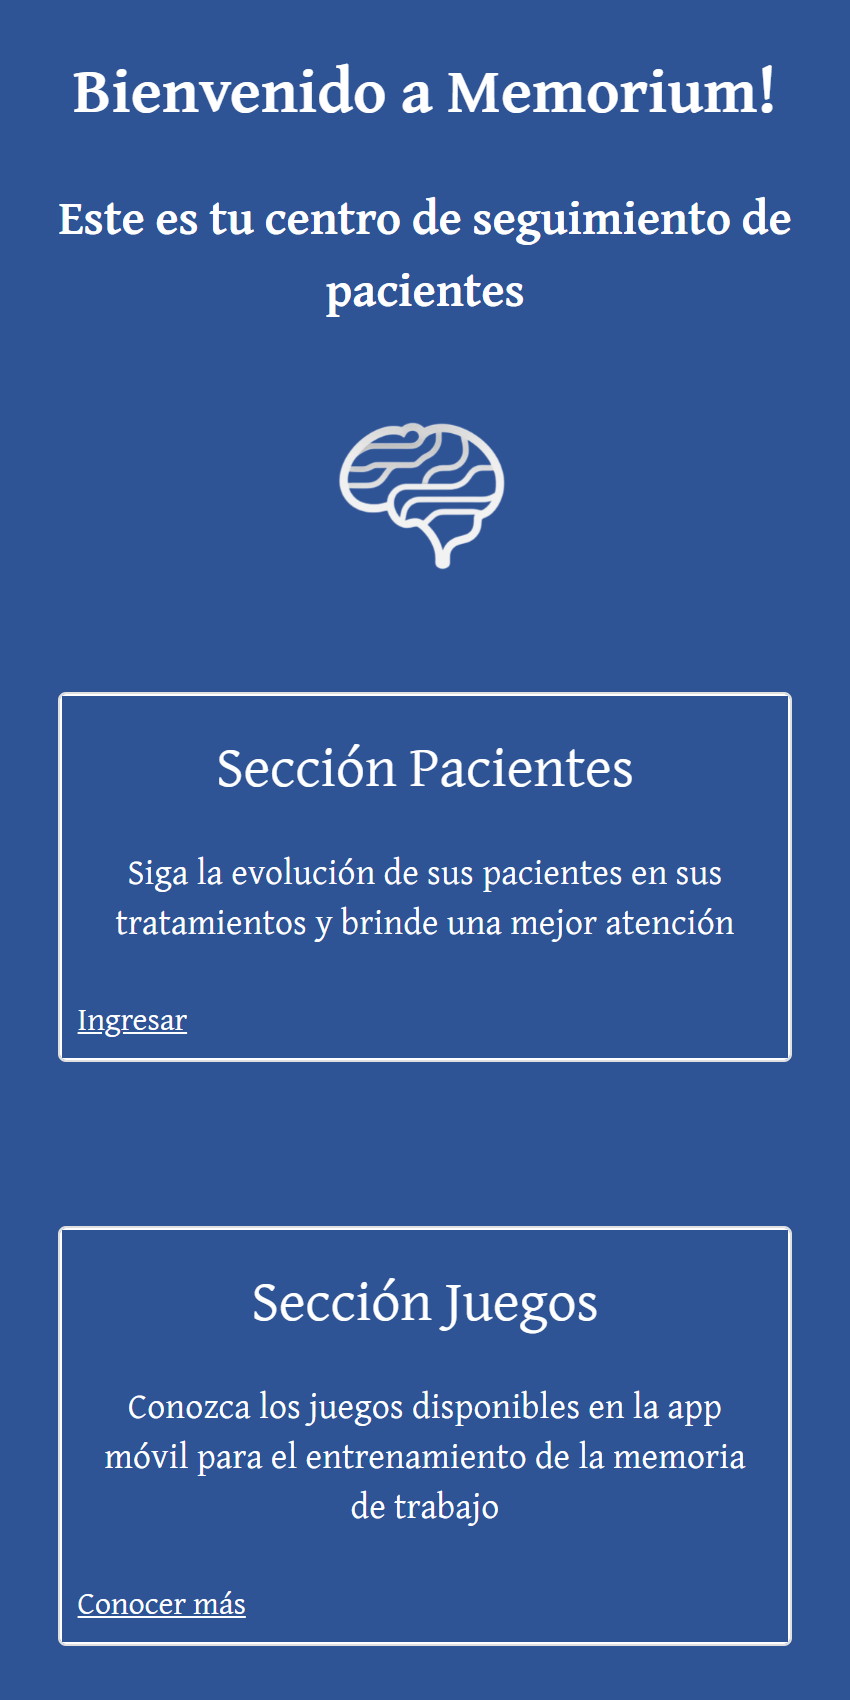 Bienvenido a Memorium!
Este es tu centro de seguimiento de
pacientes
Sección Pacientes
Siga la evolución de sus pacientes en sus
tratamientos y brinde una mejor atención
Ingresar
Sección Juegos
Conozca los juegos disponibles en la app
móvil para el entrenamiento de la memoria
de trabajo
Conocer más